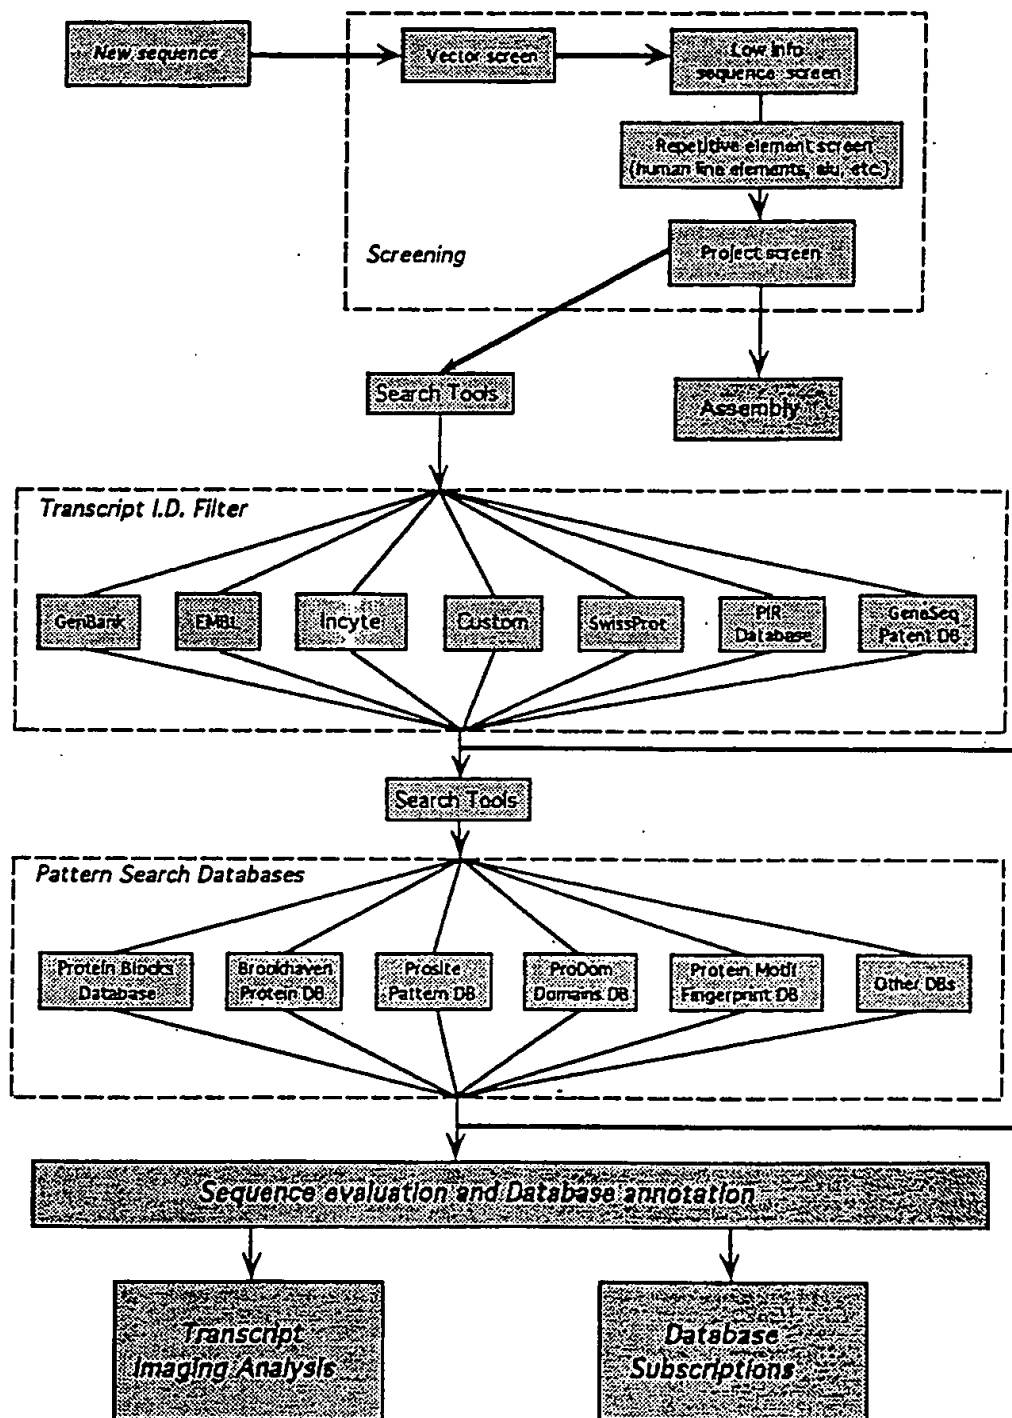 New sequence
Vector screen
Low info
sequence screen
Repetitive element screen
(human line elements, alu, etc.)
Screening
Project screen
Search Tools
Assembly
Transcript I.D. Filter
GenBank
EMBL
Incyte
Custom
SwissProt
PIR
Database
GeneSeq
Patent DB
Search Tools
Pattern Search Databases
Protein Blocks
Database
Brookhaven
Protein DB
Prosite
Pattern DB
ProDom
Domains DB
Protein Motif
Fingerprint DB
Other DBs
Sequence evaluation and Database annotation
Transcript
Imaging Analysis
Database
Subscriptions